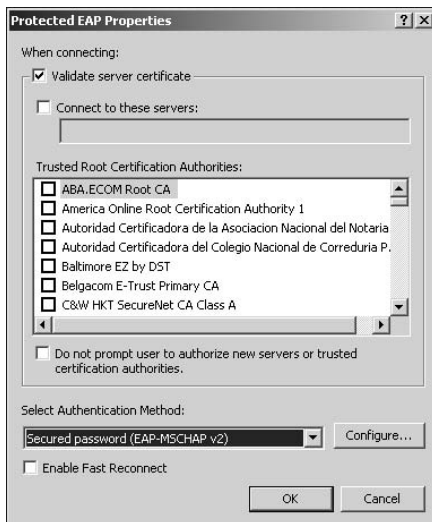 Protected EAP Properties
When connecting:
Validate server certificate
Connect to these servers:
Trusted Root Certification Authorities:
ABA.ECOM Root CA
America Online Root Certification Authority 1
Autoridad Certificadora de la Asociacion Nacional del Notaria
Autoridad Certificadora del Colegio Nacional de Correduria P.
Baltimore EZ by DST
Belgacom E-Trust Primary CA
C&W HKT SecureNet CA Class A
Do not prompt user to authorize new servers or trusted
certification authorities.
Select Authentication Method:
Secured password (EAP-MSCHAP v2)
Configure...
Enable Fast Reconnect
OK
Cancel